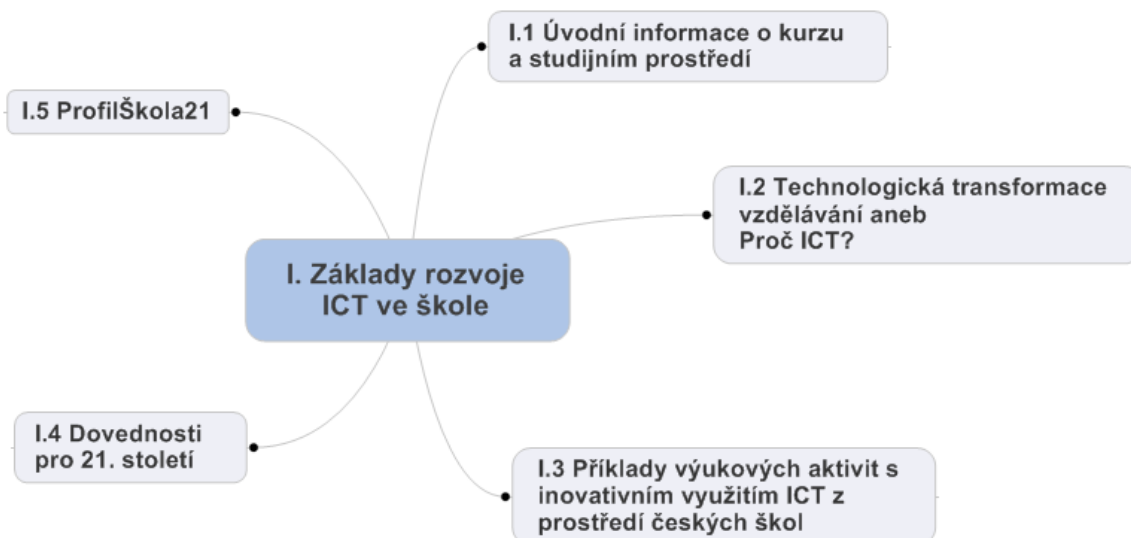 I. Základy rozvoje
ICT ve škole
I.1 Úvodní informace o kurzu
a studijním prostředí
I.2 Technologická transformace
vzdělávání aneb
Proč ICT?
I.3 Příklady výukových aktivit s
inovativním využitím ICT z
prostředí českých škol
I.4 Dovednosti
pro 21. století
I.5 ProfilŠkola21